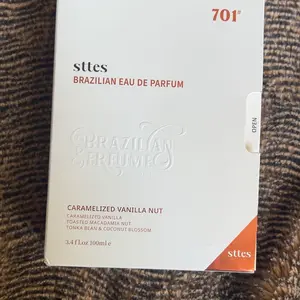 701°
sttes
BRAZILIAN EAU DE PARFUM
OPEN
BRAZILIAN
PERFUMES
CARAMELIZED VANILLA NUT
CARAMELIZED VANILLA
TOASTED MACADAMIA NUT
TONKA BEAN & COCONUT BLOSSOM
3.4 fl.oz 100ml e
sttes